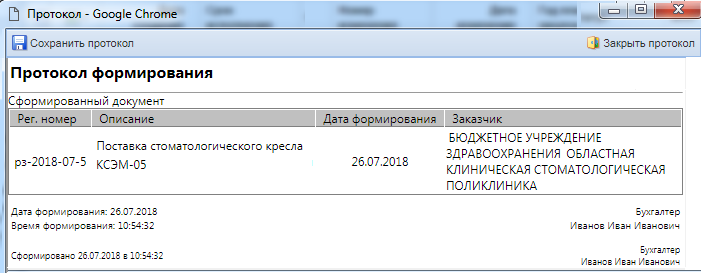 Протокол - Google Chrome
Сохранить протокол Закрыть протокол
Протокол формирования
Сформированный документ
Рег. номер Описание Дата формирования Заказчик
рз-2018-07-5 Поставка стоматологического кресла КСЭМ-05 26.07.2018 БЮДЖЕТНОЕ УЧРЕЖДЕНИЕ
ЗДРАВООХРАНЕНИЯ ОБЛАСТНАЯ
КЛИНИЧЕСКАЯ СТОМАТОЛОГИЧЕСКАЯ
ПОЛИКЛИНИКА
Дата формирования: 26.07.2018 Бухгалтер
Время формирования: 10:54:32 Иванов Иван Иванович
Сформировано 26.07.2018 в 10:54:32 Бухгалтер
Иванов Иван Иванович